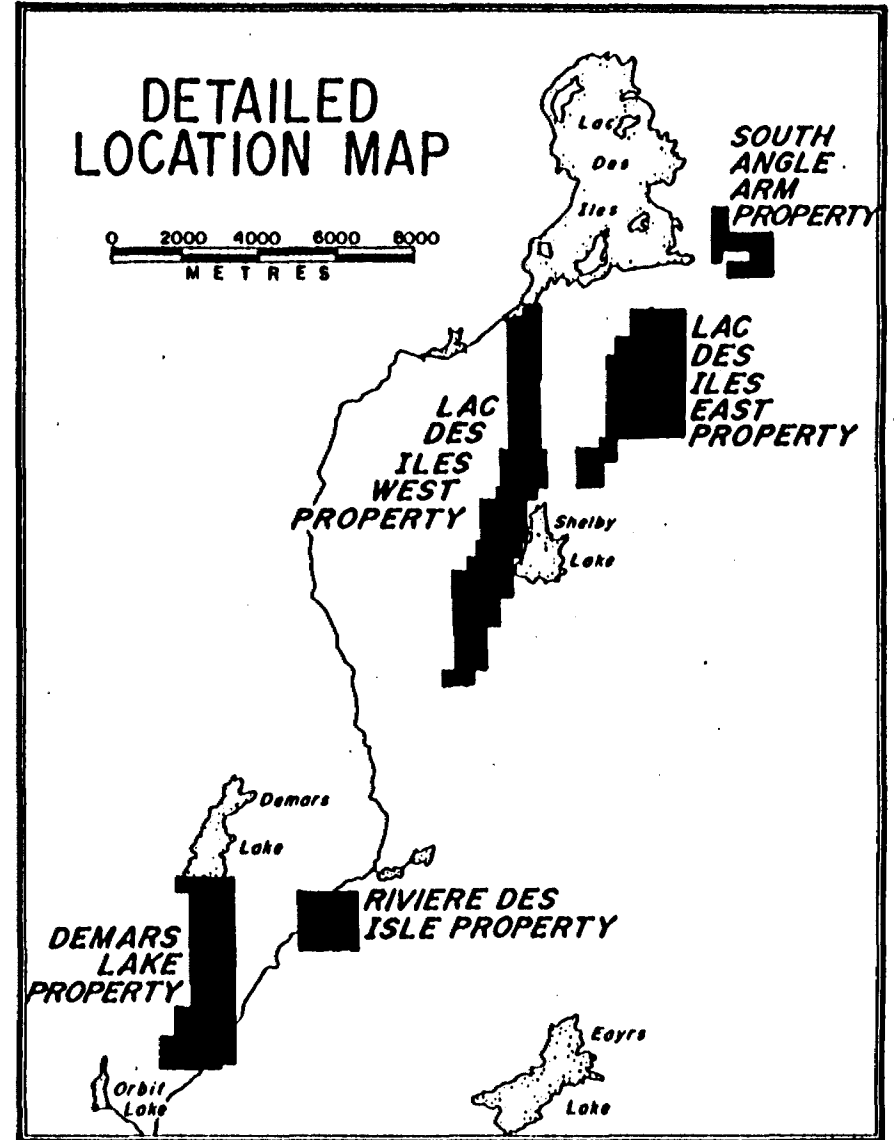 DETAILED
LOCATION MAP
0 2000 4000 6000 8000
METRES
Lac
Des
Iles
SOUTH
ANGLE
ARM
PROPERTY
LAC
DES
ILES
EAST
PROPERTY
LAC
DES
ILES
WEST
PROPERTY
Shelby
Lake
Demars
Lake
RIVIERE DES
ISLE PROPERTY
DEMARS
LAKE
PROPERTY
Eayrs
Lake
Orbit
Lake